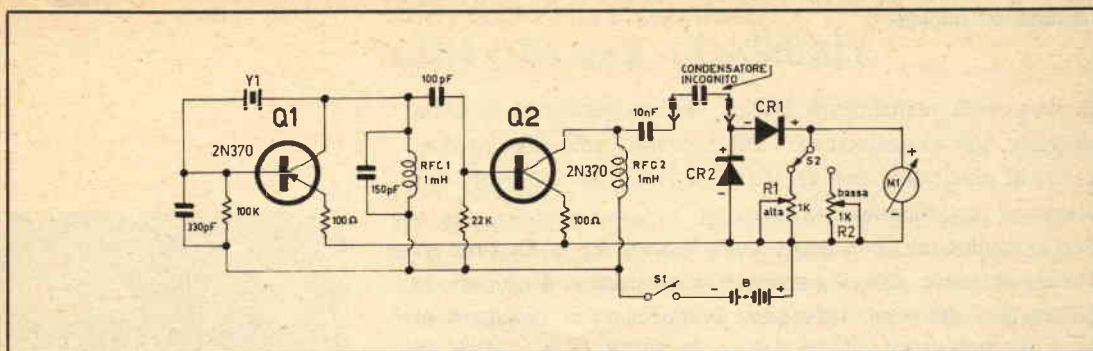 Y1
Q1
2N370
330pF
100K
100Ω
150pF
RFC1
1mH
100pF
22K
Q2
2N370
100Ω
10nF
RFC2
1mH
CONDENSATORE
INCOGNITO
CR1
+
CR2
S2
R1
alta
1K
bassa
1K
R2
M1
S1
B
+